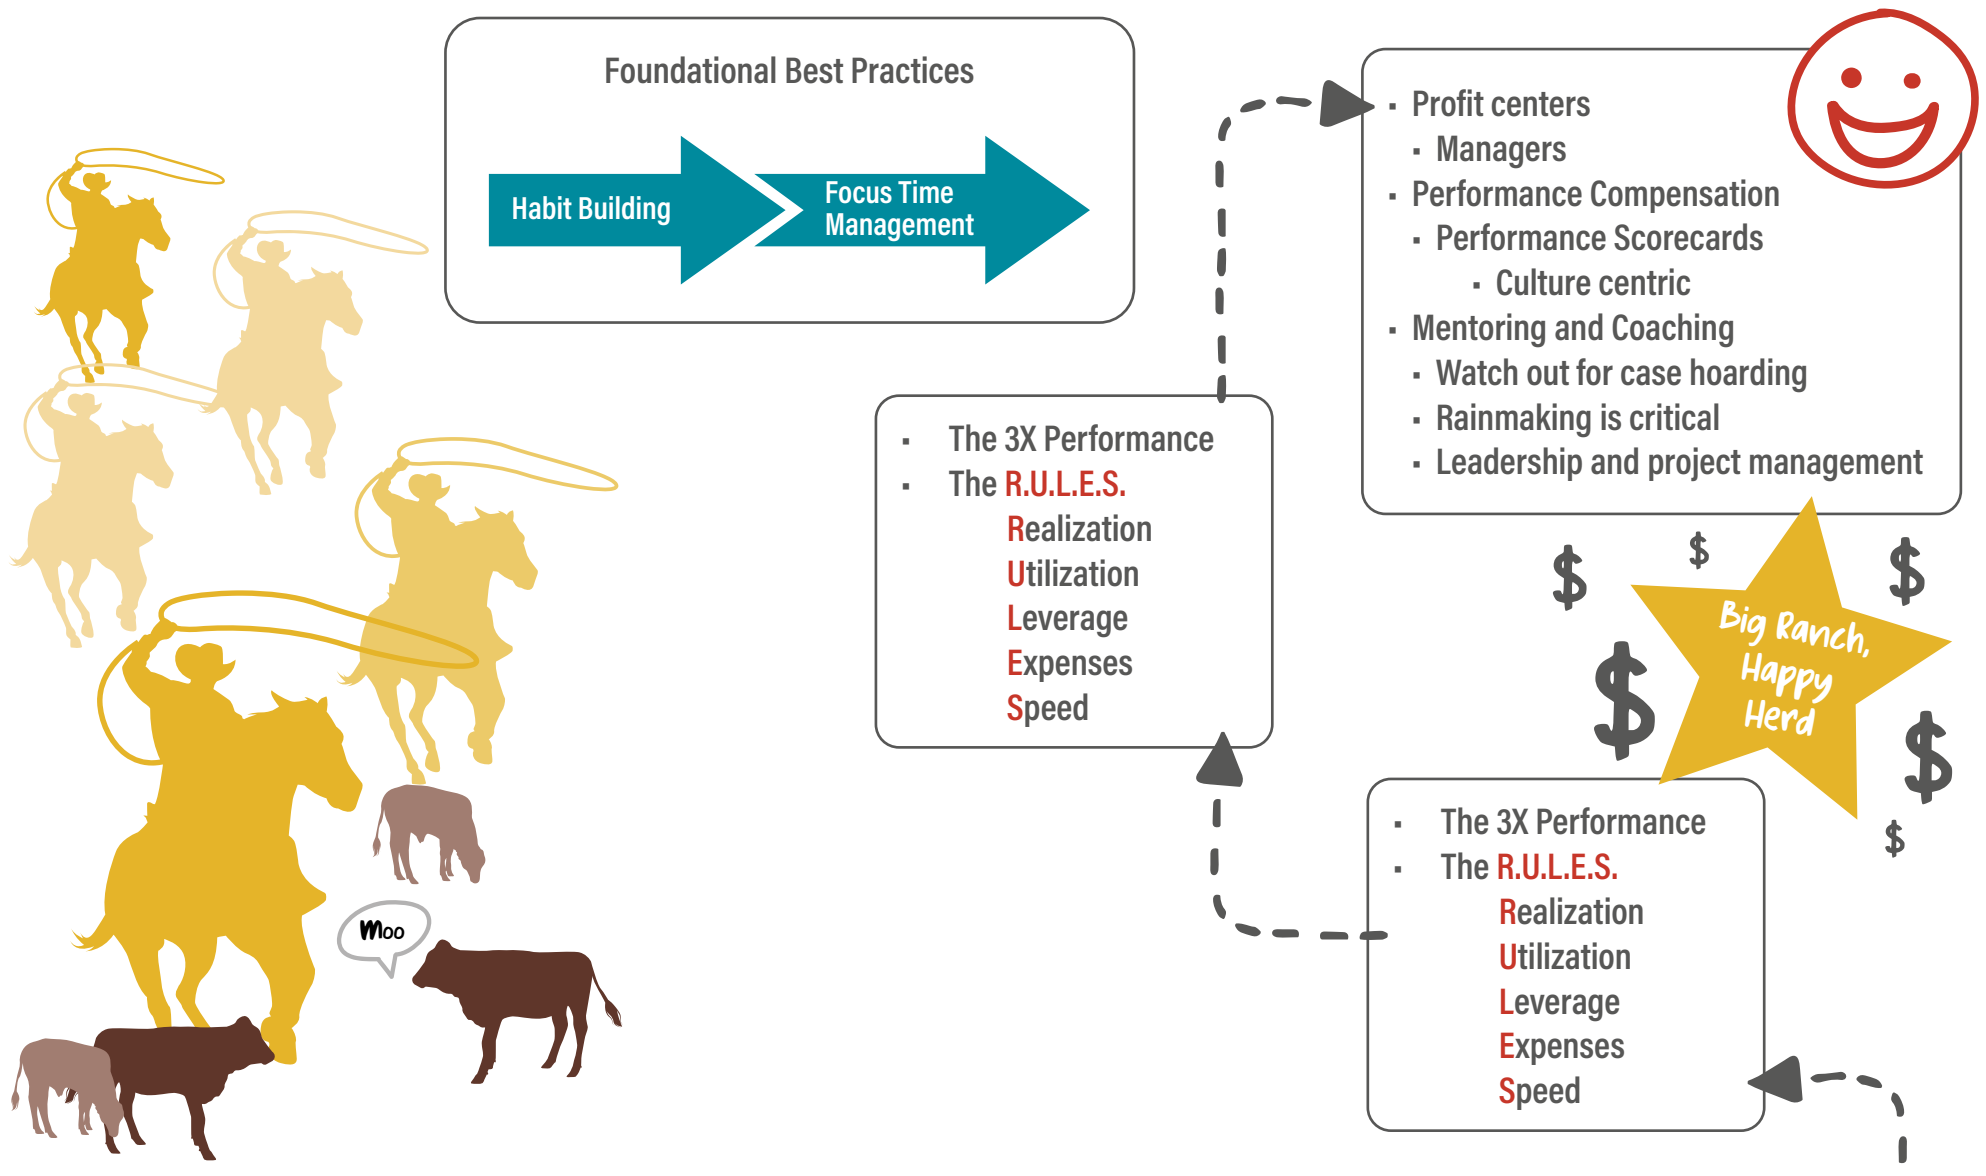 Foundational Best Practices
Habit Building
Focus Time
Management
▪ Profit centers
▪ Managers
▪ Performance Compensation
▪ Performance Scorecards
▪ Culture centric
▪ Mentoring and Coaching
▪ Watch out for case hoarding
▪ Rainmaking is critical
▪ Leadership and project management
▪ The 3X Performance
▪ The R.U.L.E.S.
Realization
Utilization
Leverage
Expenses
Speed
$ $ $
Big Ranch,
Happy
Herd
$ $
$
▪ The 3X Performance
▪ The R.U.L.E.S.
Realization
Utilization
Leverage
Expenses
Speed
Moo